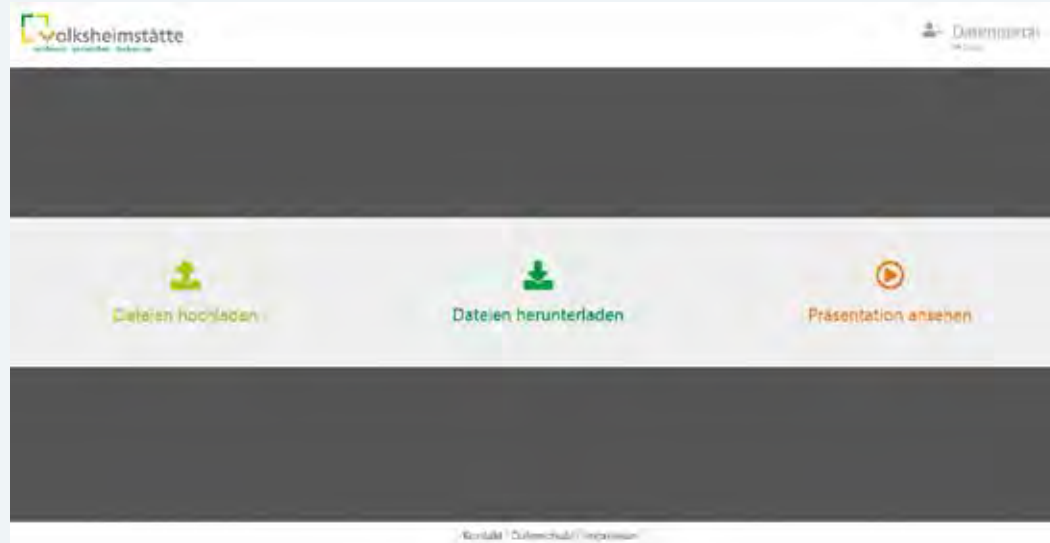 Volksheimstätte
Datenportal
Dateien hochladen
Dateien herunterladen
Präsentation ansehen
Kontakt | Datenschutz | Impressum